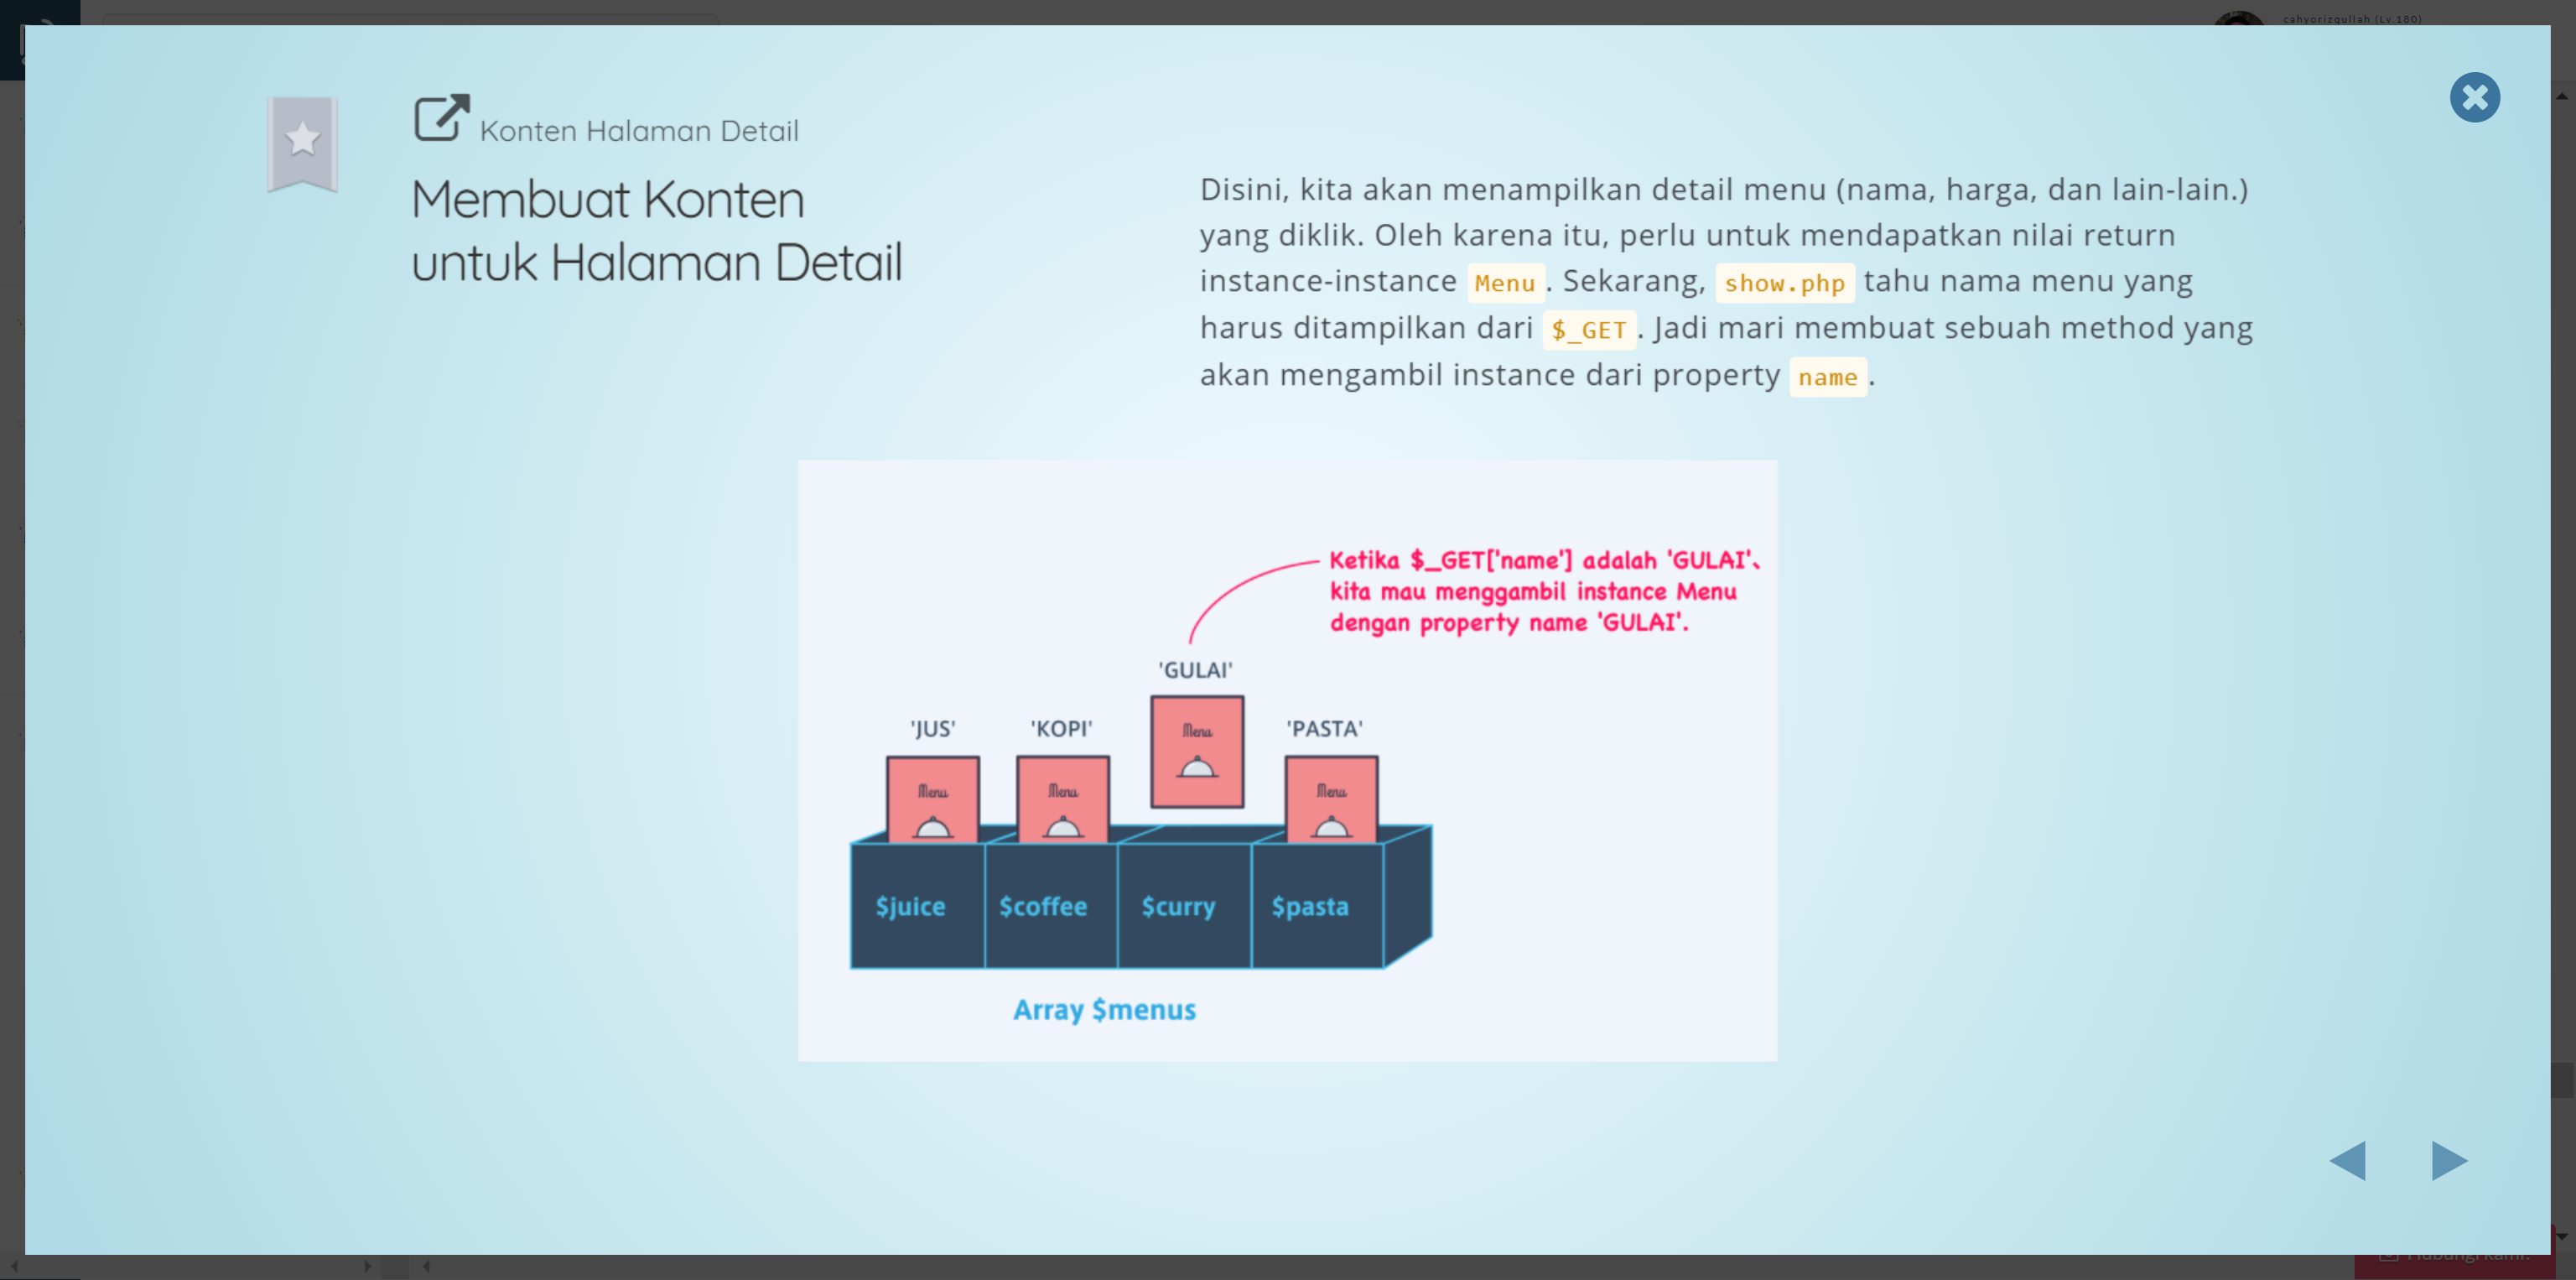 cahyorizqullah (Lv.180)
Konten Halaman Detail
Membuat Konten
untuk Halaman Detail
Disini, kita akan menampilkan detail menu (nama, harga, dan lain-lain.)
yang diklik. Oleh karena itu, perlu untuk mendapatkan nilai return
instance-instance Menu. Sekarang, show.php tahu nama menu yang
harus ditampilkan dari $_GET. Jadi mari membuat sebuah method yang
akan mengambil instance dari property name.
Ketika $_GET['name'] adalah 'GULAI'、
kita mau menggambil instance Menu
dengan property name 'GULAI'.
'GULAI'
'JUS' 'KOPI' 'PASTA'
Menu
Menu Menu Menu
$juice $coffee $curry $pasta
Array $menus
Hubungi kami!